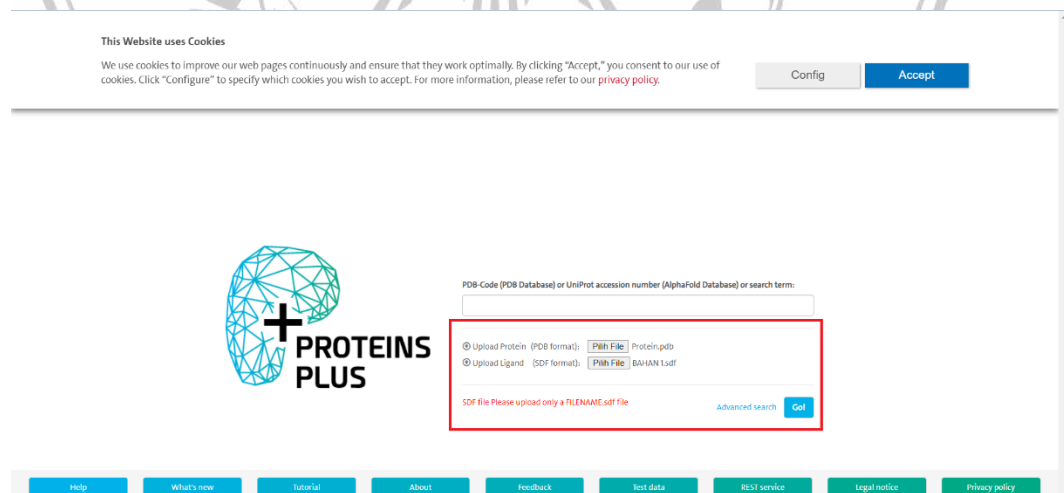 This Website uses Cookies
We use cookies to improve our web pages continuously and ensure that they work optimally. By clicking “Accept,” you consent to our use of
cookies. Click “Configure” to specify which cookies you wish to accept. For more information, please refer to our privacy policy.
Config
Accept
PROTEINS
PLUS
PDB-Code (PDB Database) or UniProt accession number (AlphaFold Database) or search term:
Upload Protein (PDB format): Pilih File Protein.pdb
Upload Ligand (SDF format): Pilih File BAHAN 1.sdf
SDF file Please upload only a FILENAME.sdf file
Advanced search Go!
Help What's new Tutorial About Feedback Test data REST service Legal notice Privacy policy